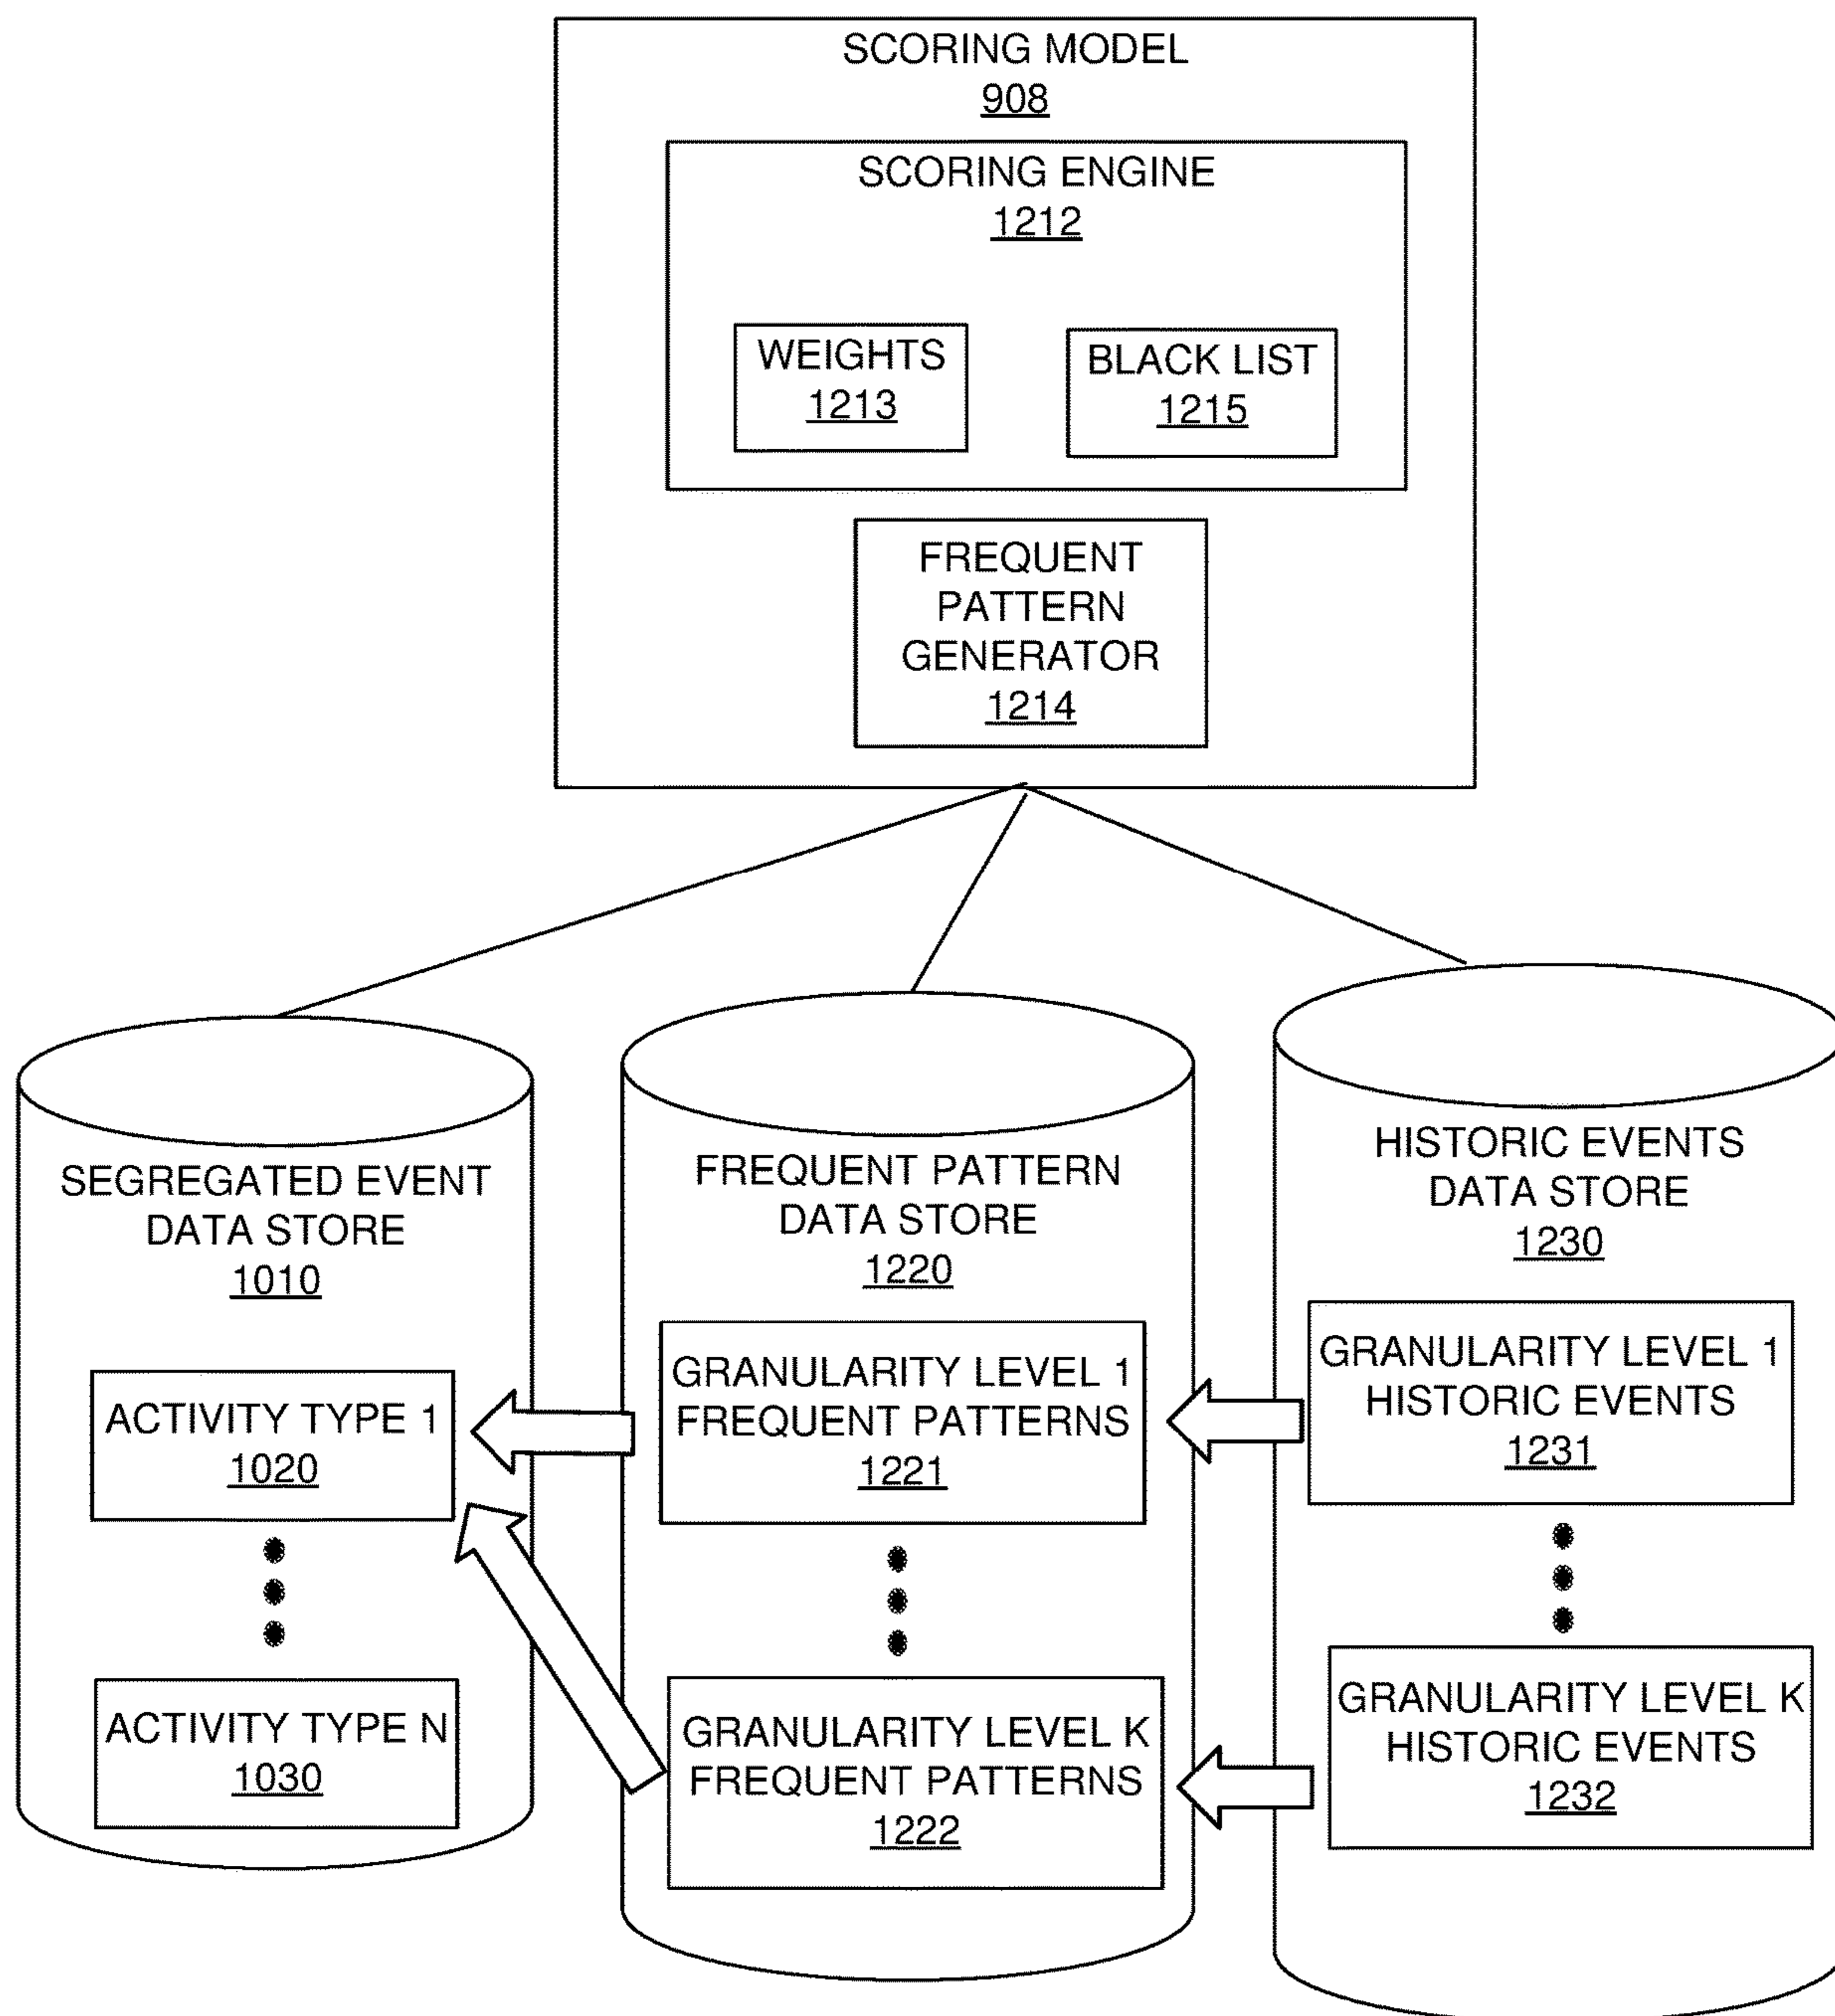 SCORING MODEL
908
SCORING ENGINE
1212
WEIGHTS
1213
BLACK LIST
1215
FREQUENT
PATTERN
GENERATOR
1214
SEGREGATED EVENT
DATA STORE
1010
ACTIVITY TYPE 1
1020
ACTIVITY TYPE N
1030
FREQUENT PATTERN
DATA STORE
1220
GRANULARITY LEVEL 1
FREQUENT PATTERNS
1221
GRANULARITY LEVEL K
FREQUENT PATTERNS
1222
HISTORIC EVENTS
DATA STORE
1230
GRANULARITY LEVEL 1
HISTORIC EVENTS
1231
GRANULARITY LEVEL K
HISTORIC EVENTS
1232